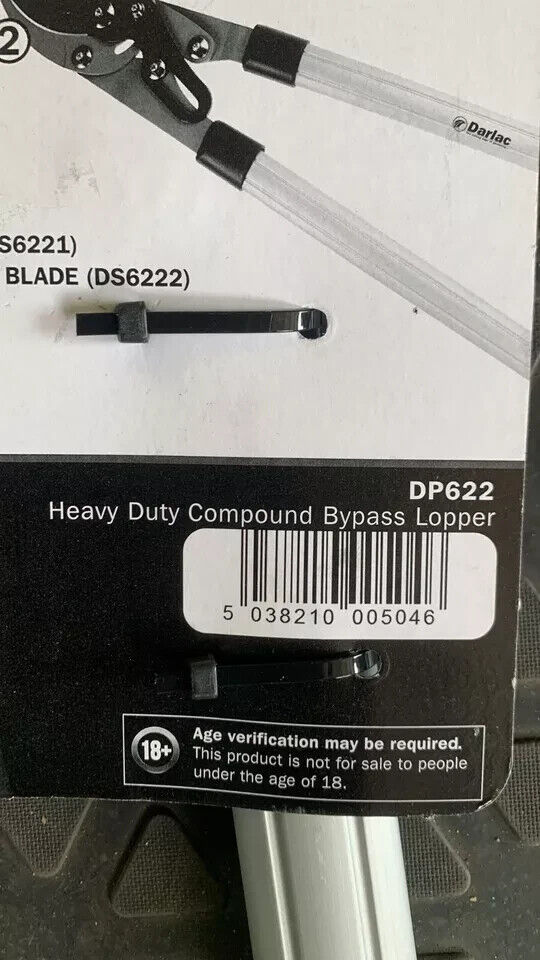 2
Darlac
S6221)
BLADE (DS6222)
DP622
Heavy Duty Compound Bypass Lopper
5 038210 005046
18+
Age verification may be required.
This product is not for sale to people
under the age of 18.